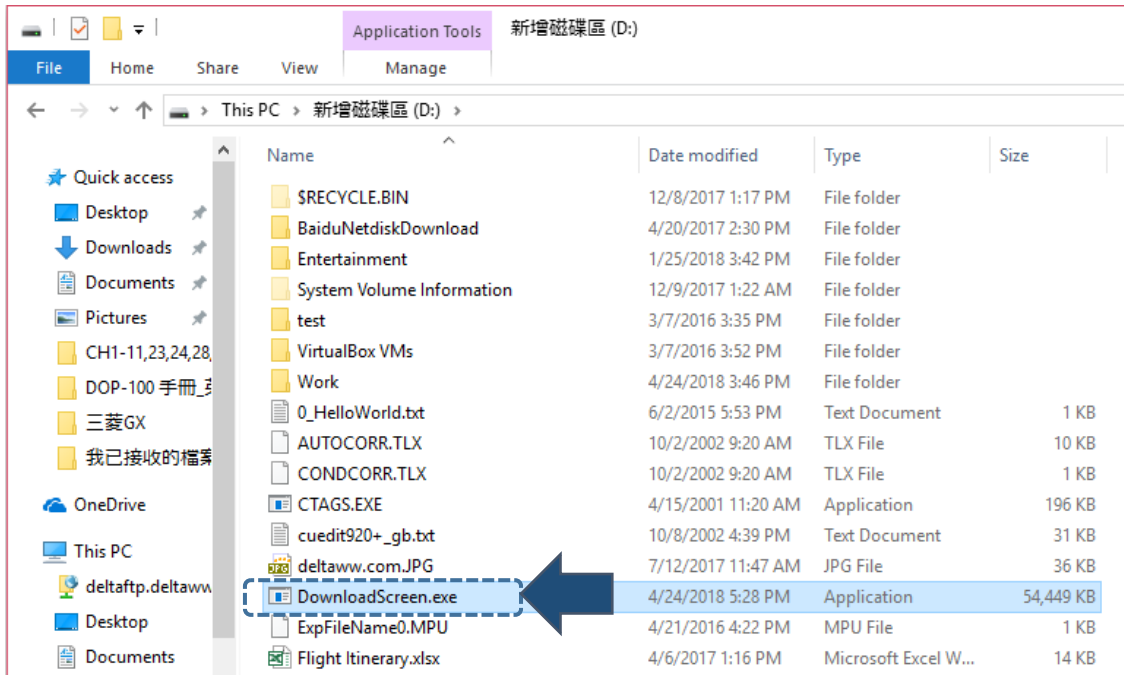 Application Tools 新增磁碟區 (D:)
File Home Share View Manage
This PC 新增磁碟區 (D:)
Name Date modified Type Size
Quick access
Desktop
Downloads
Documents
Pictures
CH1-11,23,24,28,
DOP-100 手冊_英
三菱GX
我已接收的檔案
OneDrive
This PC
deltaftp.deltaww
Desktop
Documents
$RECYCLE.BIN 12/8/2017 1:17 PM File folder
BaiduNetdiskDownload 4/20/2017 2:30 PM File folder
Entertainment 1/25/2018 3:42 PM File folder
System Volume Information 12/9/2017 1:22 AM File folder
test 3/7/2016 3:35 PM File folder
VirtualBox VMs 3/7/2016 3:52 PM File folder
Work 4/24/2018 3:46 PM File folder
0_HelloWorld.txt 6/2/2015 5:53 PM Text Document 1 KB
AUTOCORR.TLX 10/2/2002 9:20 AM TLX File 10 KB
CONDCORR.TLX 10/2/2002 9:20 AM TLX File 1 KB
CTAGS.EXE 4/15/2001 11:20 AM Application 196 KB
cuedit920+_gb.txt 10/8/2002 4:39 PM Text Document 31 KB
deltaww.com.JPG 7/12/2017 11:47 AM JPG File 36 KB
DownloadScreen.exe 4/24/2018 5:28 PM Application 54,449 KB
ExpFileName0.MPU 4/21/2016 4:22 PM MPU File 1 KB
Flight Itinerary.xlsx 4/6/2017 1:16 PM Microsoft Excel W... 14 KB